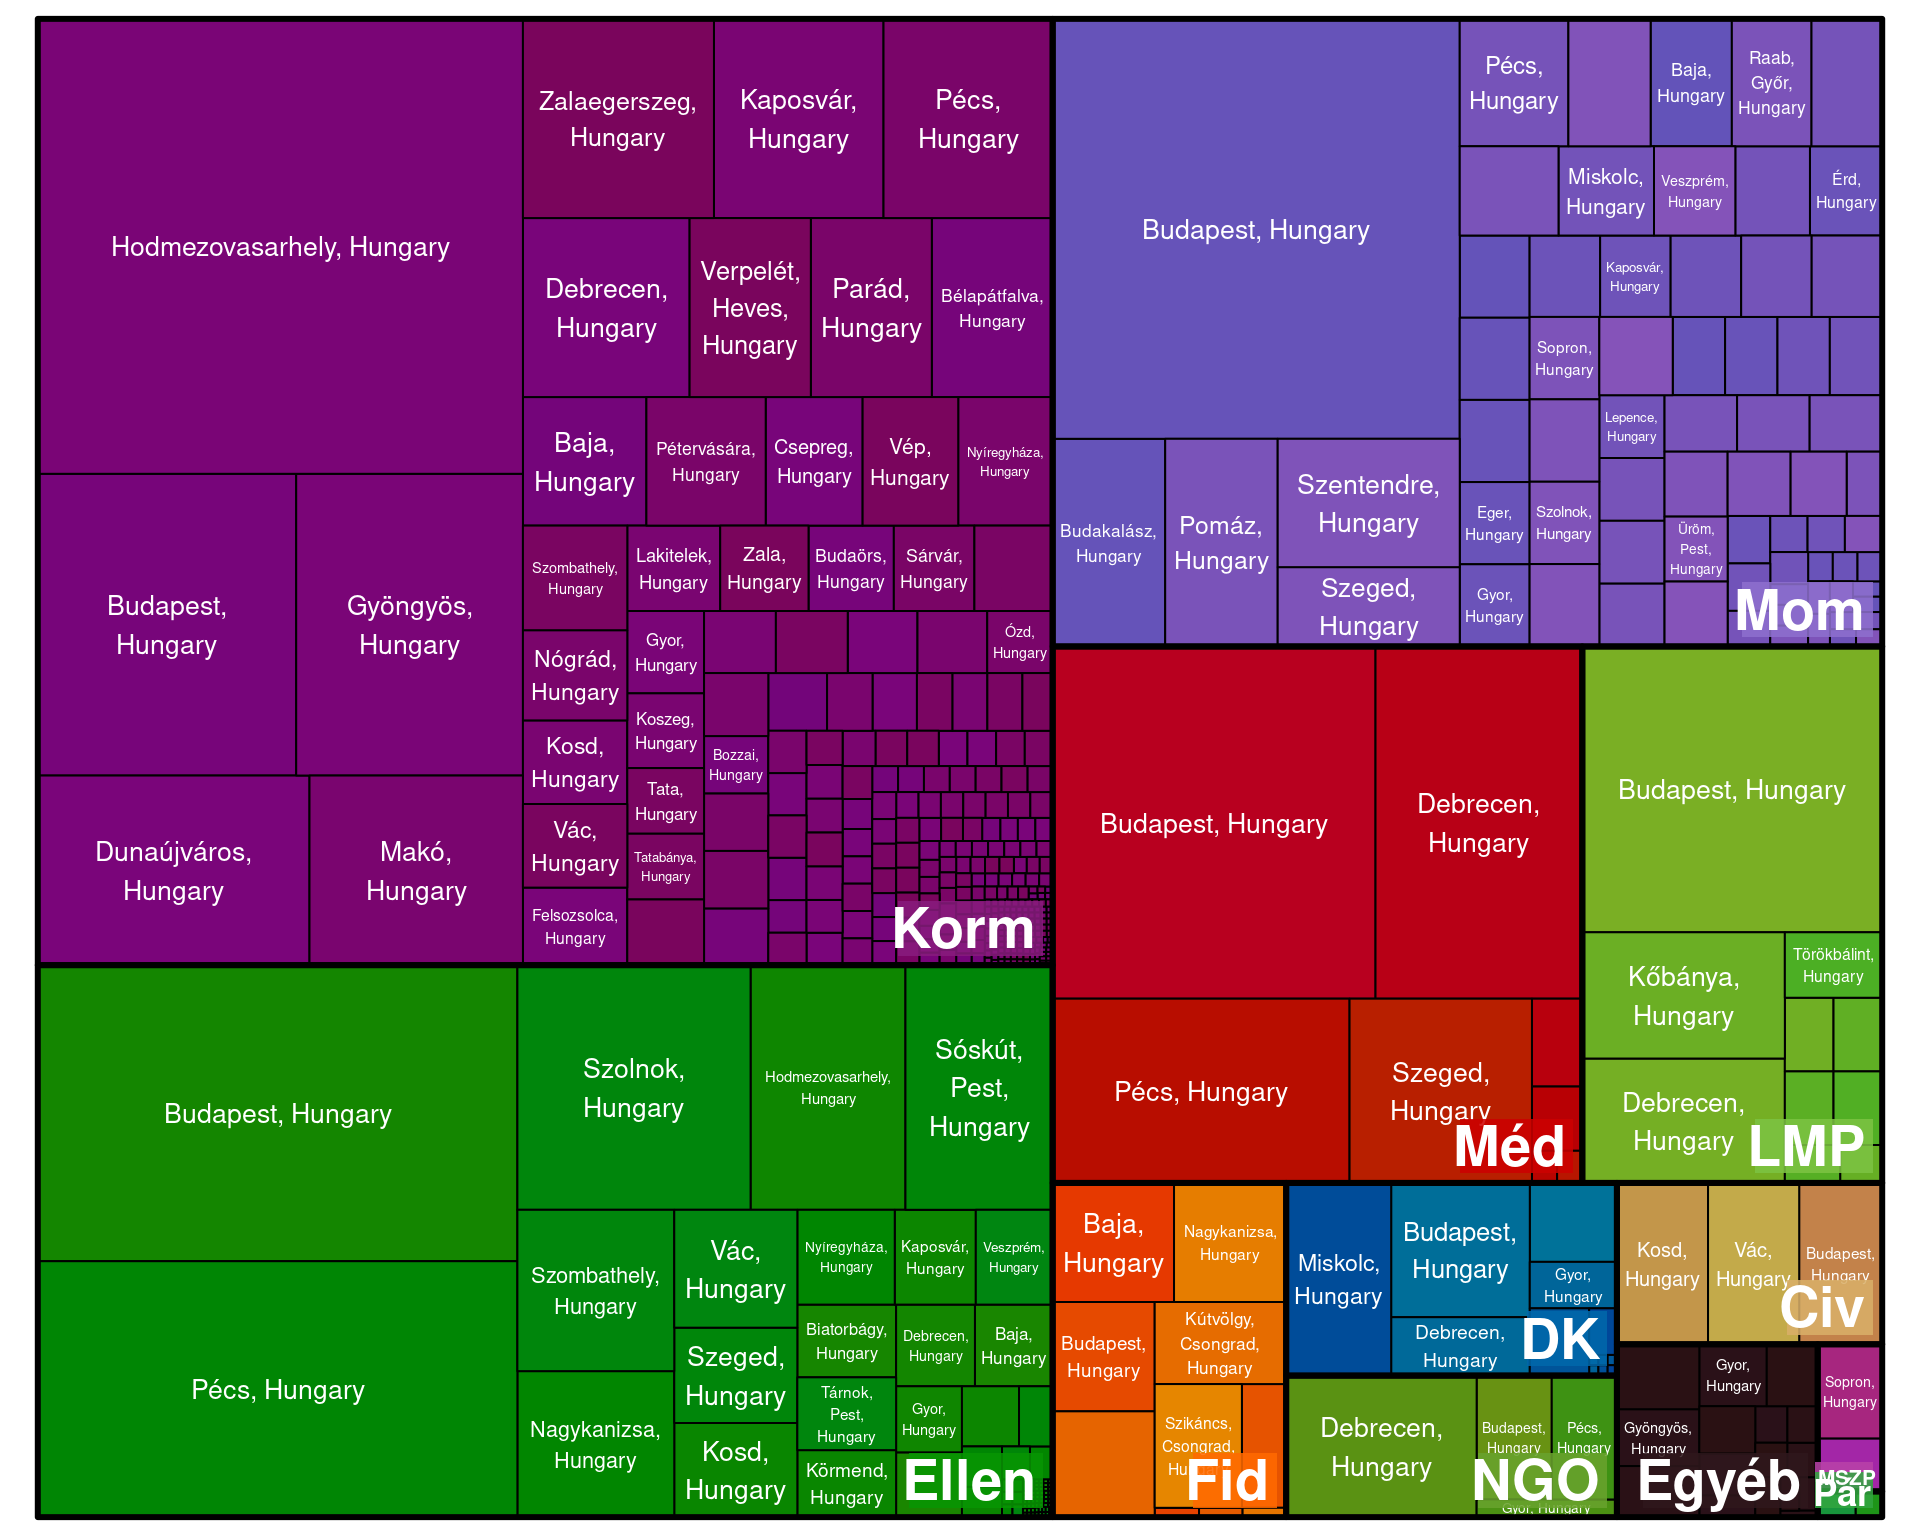 Hodmezovasarhely, Hungary
Budapest,
Hungary
Gyöngyös,
Hungary
Dunaújváros,
Hungary
Makó,
Hungary
Zalaegerszeg,
Hungary
Kaposvár,
Hungary
Pécs,
Hungary
Debrecen,
Hungary
Verpelét,
Heves,
Hungary
Parád,
Hungary
Bélapátfalva,
Hungary
Baja,
Hungary
Pétervására,
Hungary
Csepreg,
Hungary
Vép,
Hungary
Nyíregyháza,
Hungary
Szombathely,
Hungary
Lakitelek,
Hungary
Zala,
Hungary
Budaörs,
Hungary
Sárvár,
Hungary
Nógrád,
Hungary
Gyor,
Hungary
Ózd,
Hungary
Kosd,
Hungary
Koszeg,
Hungary
Bozzai,
Hungary
Vác,
Hungary
Tata,
Hungary
Tatabánya,
Hungary
Felsozsolca,
Hungary
Korm
Budapest, Hungary
Budakalász,
Hungary
Pomáz,
Hungary
Szentendre,
Hungary
Szeged,
Hungary
Pécs,
Hungary
Baja,
Hungary
Raab,
Győr,
Hungary
Miskolc,
Hungary
Veszprém,
Hungary
Érd,
Hungary
Kaposvár,
Hungary
Sopron,
Hungary
Lepence,
Hungary
Eger,
Hungary
Szolnok,
Hungary
Üröm,
Pest,
Hungary
Gyor,
Hungary
Mom
Budapest, Hungary
Pécs, Hungary
Szolnok,
Hungary
Hodmezovasarhely,
Hungary
Sóskút,
Pest,
Hungary
Szombathely,
Hungary
Nagykanizsa,
Hungary
Vác,
Hungary
Szeged,
Hungary
Kosd,
Hungary
Nyíregyháza,
Hungary
Kaposvár,
Hungary
Veszprém,
Hungary
Biatorbágy,
Hungary
Debrecen,
Hungary
Baja,
Hungary
Tárnok,
Pest,
Hungary
Gyor,
Hungary
Körmend,
Hungary
Ellen
Budapest, Hungary
Debrecen,
Hungary
Pécs, Hungary
Szeged,
Hungary
Méd
Budapest, Hungary
Kőbánya,
Hungary
Törökbálint,
Hungary
Debrecen,
Hungary
LMP
Baja,
Hungary
Nagykanizsa,
Hungary
Budapest,
Hungary
Kútvölgy,
Csongrad,
Hungary
Szikáncs,
Csongrad,
Fid
Miskolc,
Hungary
Budapest,
Hungary
Gyor,
Hungary
Debrecen,
Hungary
DK
Kosd,
Hungary
Vác,
Hungary
Budapest,
Hungary
Civ
Debrecen,
Hungary
Budapest,
Hungary
Pécs,
Hungary
Gyor, Hungary
NGO
Gyor,
Hungary
Gyöngyös,
Hungary
Egyéb
Sopron,
Hungary
MSZP
Par